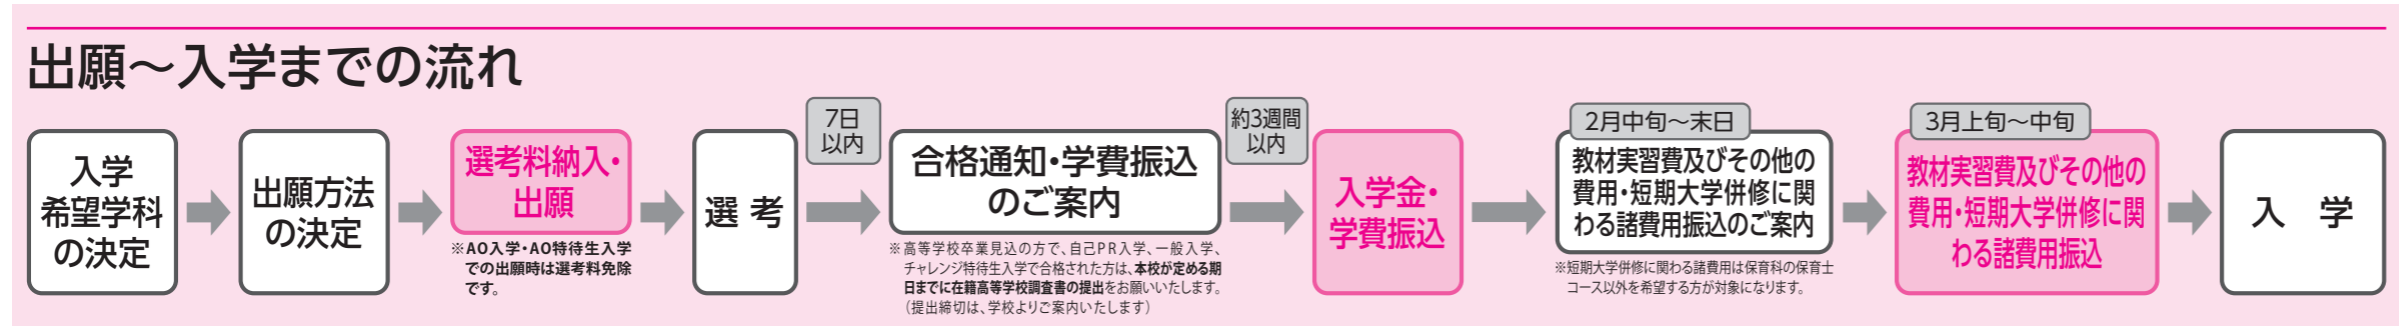 出願〜入学までの流れ
入学
希望学科
の決定
出願方法
の決定
選考料納入・
出願
※AO入学・AO特待生入学
での出願時は選考料免除
です。
選 考
7日
以内
合格通知・学費振込
のご案内
※高等学校卒業見込の方で、自己PR入学、一般入学、
チャレンジ特待生入学で合格された方は、本校が定める期
日までに在籍高等学校調査書の提出をお願いいたします。
（提出締切は、学校よりご案内いたします）
約3週間
以内
入学金・
学費振込
2月中旬〜末日
教材実習費及びその他の
費用・短期大学併修に関
わる諸費用振込のご案内
※短期大学併修に関わる諸費用は保育科の保育士
コース以外を希望する方が対象になります。
3月上旬〜中旬
教材実習費及びその他の
費用・短期大学併修に関
わる諸費用振込
入 学